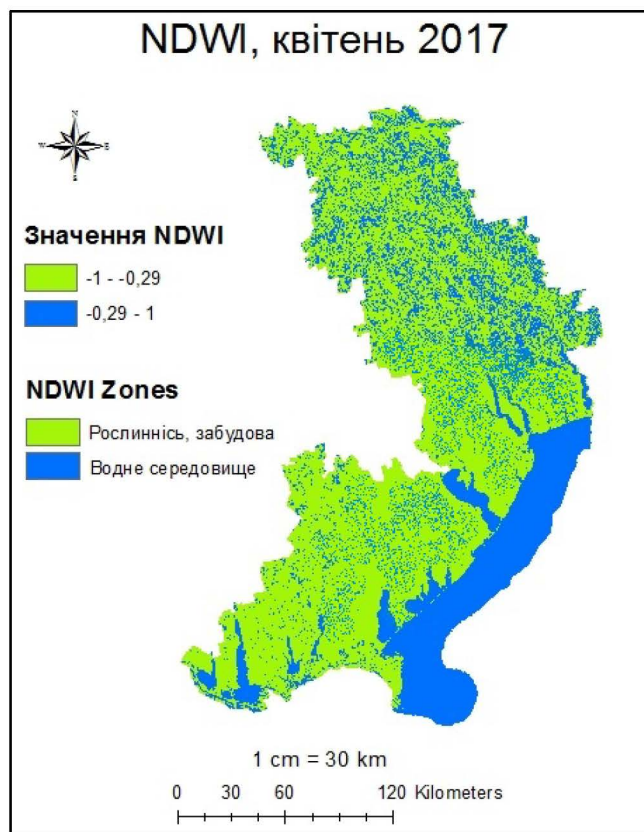 NDWI, квітень 2017
N
W E
S
Значення NDWI
-1 - -0,29
-0,29 - 1
NDWI Zones
Рослиннісь, забудова
Водне середовище
1 cm = 30 km
0 30 60 120 Kilometers